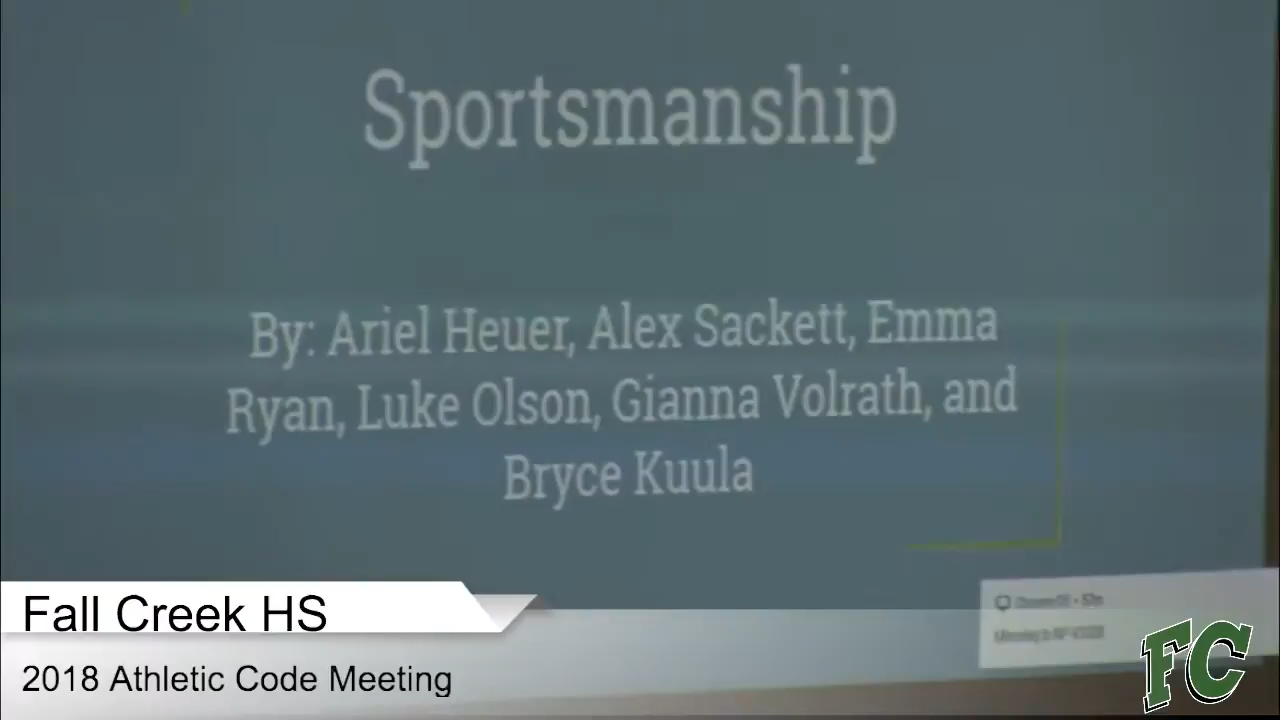 Sportsmanship
By: Ariel Heuer, Alex Sackett, Emma
Ryan, Luke Olson, Gianna Volrath, and
Bryce Kuula
Fall Creek HS
2018 Athletic Code Meeting
FC